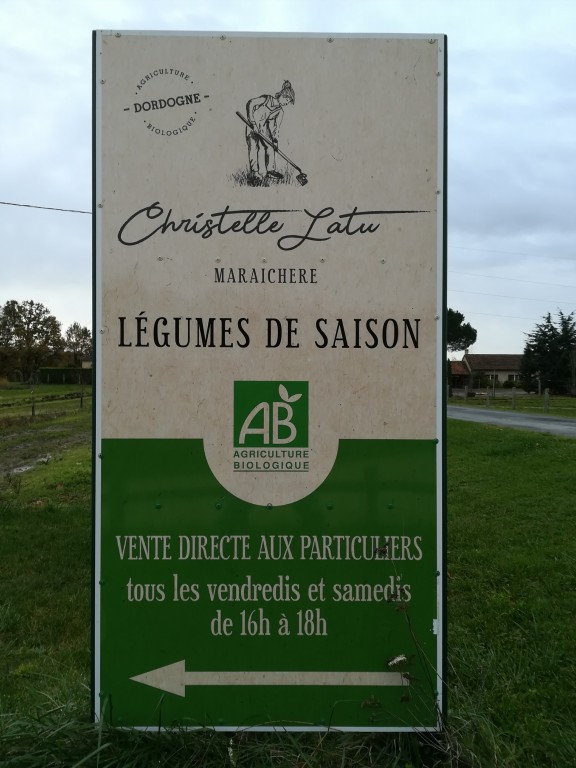 AGRICULTURE
DORDOGNE
BIOLOGIQUE
Christelle Latu
MARAICHERE
LÉGUMES DE SAISON
AB
AGRICULTURE
BIOLOGIQUE
VENTE DIRECTE AUX PARTICULIERS
tous les vendredis et samedis
de 16h à 18h